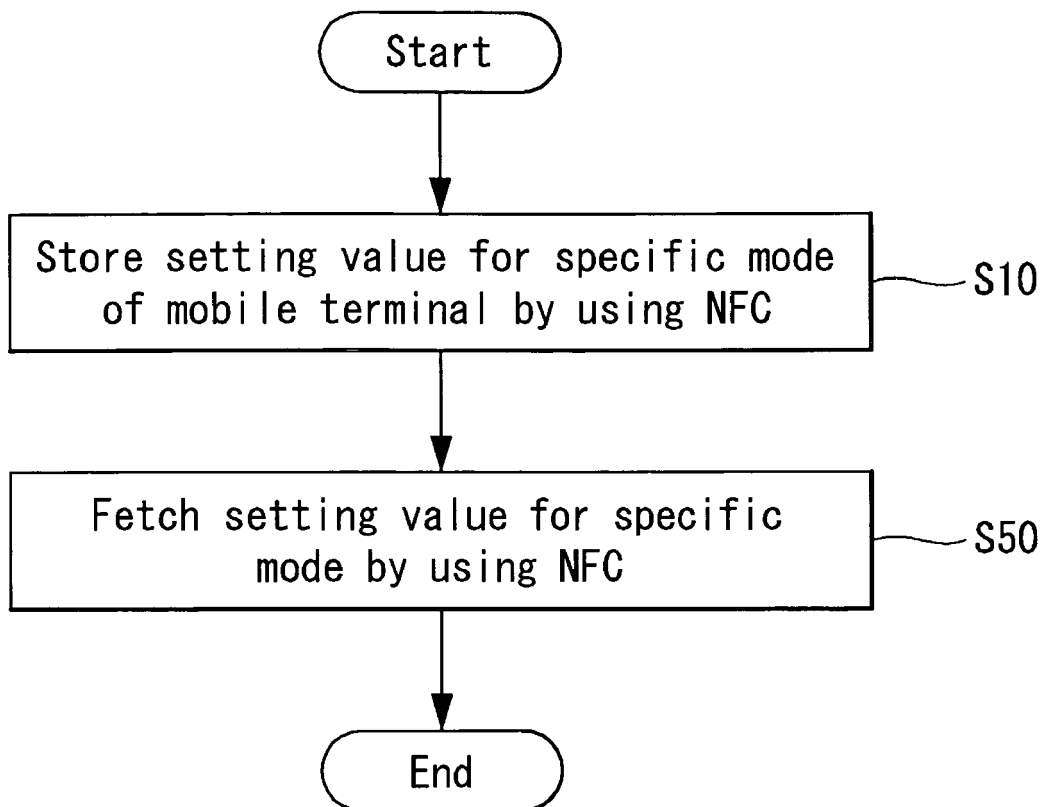 Start
Store setting value for specific mode
of mobile terminal by using NFC
S10
Fetch setting value for specific
mode by using NFC
S50
End